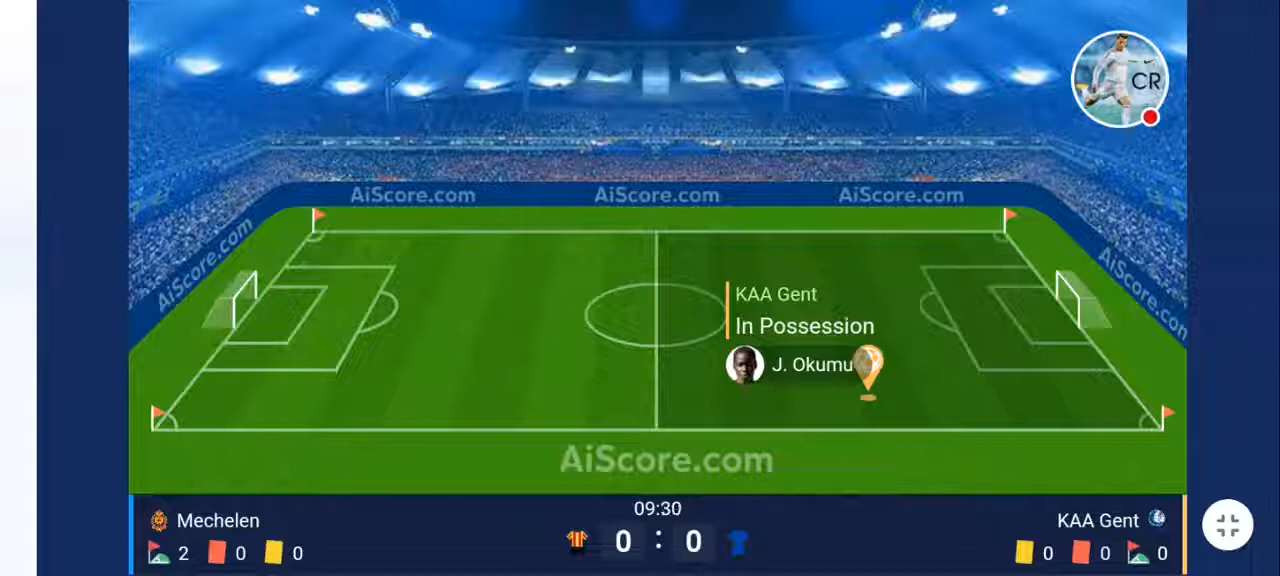 CR
AiScore.com AiScore.com AiScore.com
AiScore.com AiScore.com
KAA Gent
In Possession
J. Okumu
AiScore.com
09:30
Mechelen 0 : 0 KAA Gent
2 0 0 0 0 0